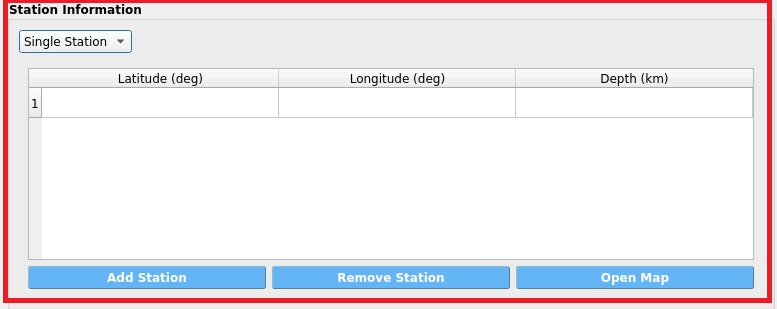 Station Information
Single Station
Latitude (deg) Longitude (deg) Depth (km)
1
Add Station Remove Station Open Map